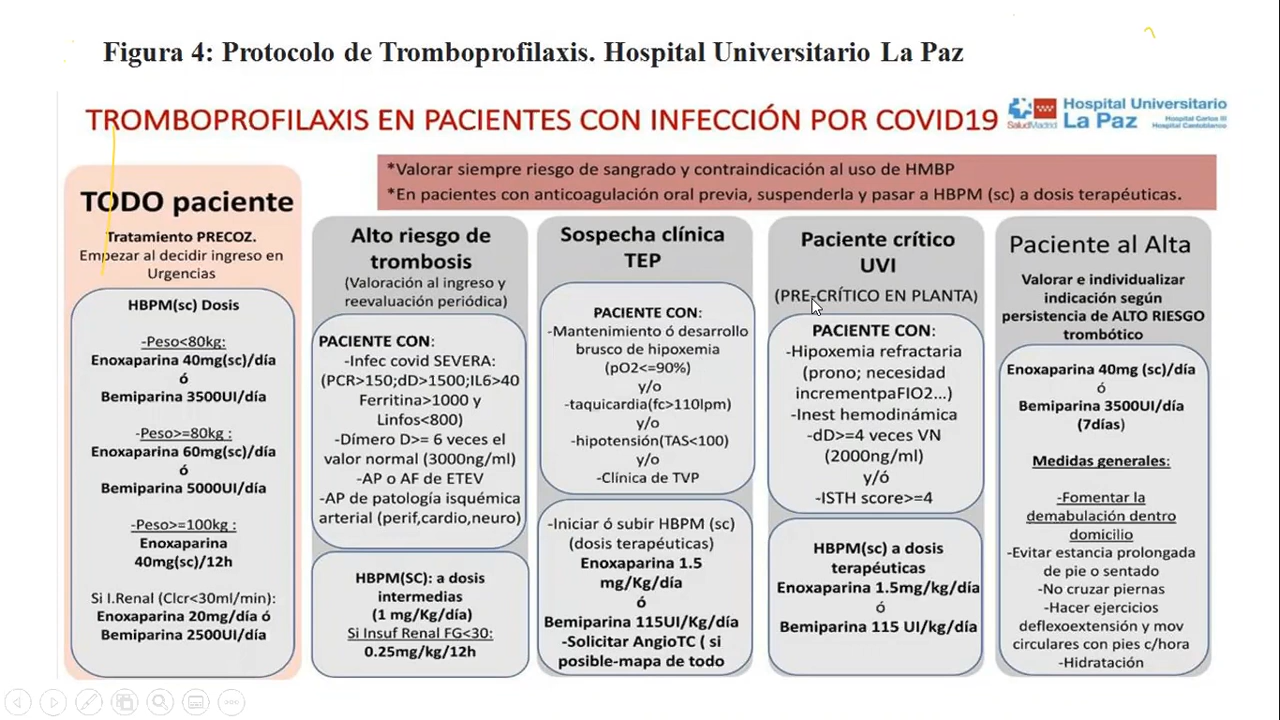 Figura 4: Protocolo de Tromboprofilaxis. Hospital Universitario La Paz
TROMBOPROFILAXIS EN PACIENTES CON INFECCIÓN POR COVID19
SaludMadrid
Hospital Universitario
La Paz
Hospital Carlos III
Hospital Cantoblanco
*Valorar siempre riesgo de sangrado y contraindicación al uso de HMBP
*En pacientes con anticoagulación oral previa, suspenderla y pasar a HBPM (sc) a dosis terapéuticas.
TODO paciente
Tratamiento PRECOZ.
Empezar al decidir ingreso en
Urgencias
HBPM(sc) Dosis
-Peso<80kg:
Enoxaparina 40mg(sc)/día
ó
Bemiparina 3500UI/día
-Peso>=80kg :
Enoxaparina 60mg(sc)/día
ó
Bemiparina 5000UI/día
-Peso>=100kg :
Enoxaparina
40mg(sc)/12h
Si I.Renal (Clcr<30ml/min):
Enoxaparina 20mg/día ó
Bemiparina 2500UI/día
Alto riesgo de
trombosis
(Valoración al ingreso y
reevaluación periódica)
PACIENTE CON:
-Infec covid SEVERA:
(PCR>150;dD>1500;IL6>40
Ferritina>1000 y
Linfos<800)
-Dímero D>= 6 veces el
valor normal (3000ng/ml)
-AP o AF de ETEV
-AP de patología isquémica
arterial (perif,cardio,neuro)
HBPM(SC): a dosis
intermedias
(1 mg/Kg/día)
Si Insuf Renal FG<30:
0.25mg/kg/12h
Sospecha clínica
TEP
PACIENTE CON:
-Mantenimiento ó desarrollo
brusco de hipoxemia
(pO2<=90%)
y/o
-taquicardia(fc>110lpm)
y/o
-hipotensión(TAS<100)
y/o
-Clínica de TVP
-Iniciar ó subir HBPM (sc)
(dosis terapéuticas)
Enoxaparina 1.5
mg/Kg/día
ó
Bemiparina 115UI/Kg/día
-Solicitar AngioTC ( si
posible-mapa de todo
Paciente crítico
UVI
(PRE-CRÍTICO EN PLANTA)
PACIENTE CON:
-Hipoxemia refractaria
(prono; necesidad
incrementpaFIO2...)
-Inest hemodinámica
-dD>=4 veces VN
(2000ng/ml)
y/ó
-ISTH score>=4
HBPM(sc) a dosis
terapéuticas
Enoxaparina 1.5mg/kg/día
ó
Bemiparina 115 UI/kg/día
Paciente al Alta
Valorar e individualizar
indicación según
persistencia de ALTO RIESGO
trombótico
Enoxaparina 40mg (sc)/día
ó
Bemiparina 3500UI/día
(7días)
Medidas generales:
-Fomentar la
demabulación dentro
domicilio
-Evitar estancia prolongada
de pie o sentado
-No cruzar piernas
-Hacer ejercicios
deflexoextensión y mov
circulares con pies c/hora
-Hidratación